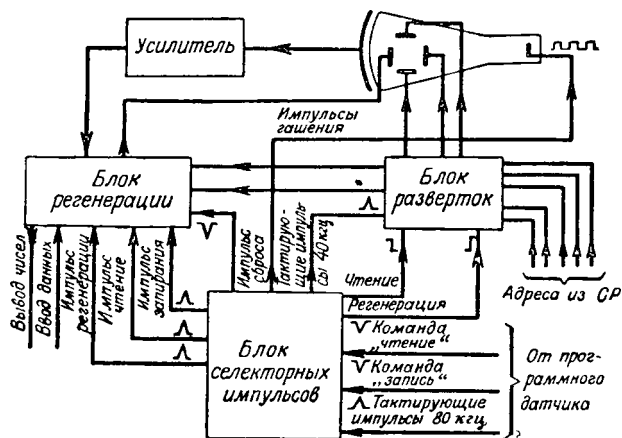 Усилитель
Импульсы
гашения
Блок
регенерации
Блок
разверток
Вывод чисел
Ввод данных
Импульс
регенерации
Импульс
чтение
Импульс
запирания
Импульс
сброса
Тактирую-
щие импуль
сы 40 кгц
Чтение
Регенерация
Адреса из СР
Блок
селекторных
импульсов
Команда
„чтение“
Команда
„запись“
Тактирующие
импульсы 80 кгц
От прог-
раммного
датчика